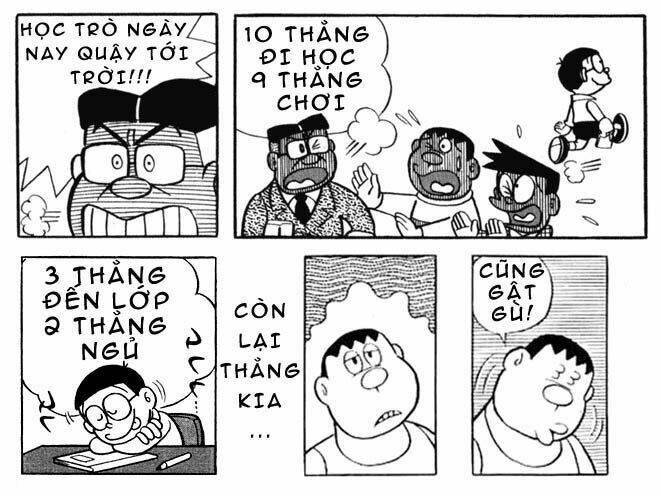 HỌC TRÒ NGÀY
NAY QUẬY TỚI
TRỜI!!!
10 THẰNG
ĐI HỌC
9 THẰNG
CHƠI
3 THẰNG
ĐẾN LỚP
2 THẰNG
NGỦ
CÒN
LẠI
THẰNG
KIA
...
CŨNG
GẬT
GÙ!